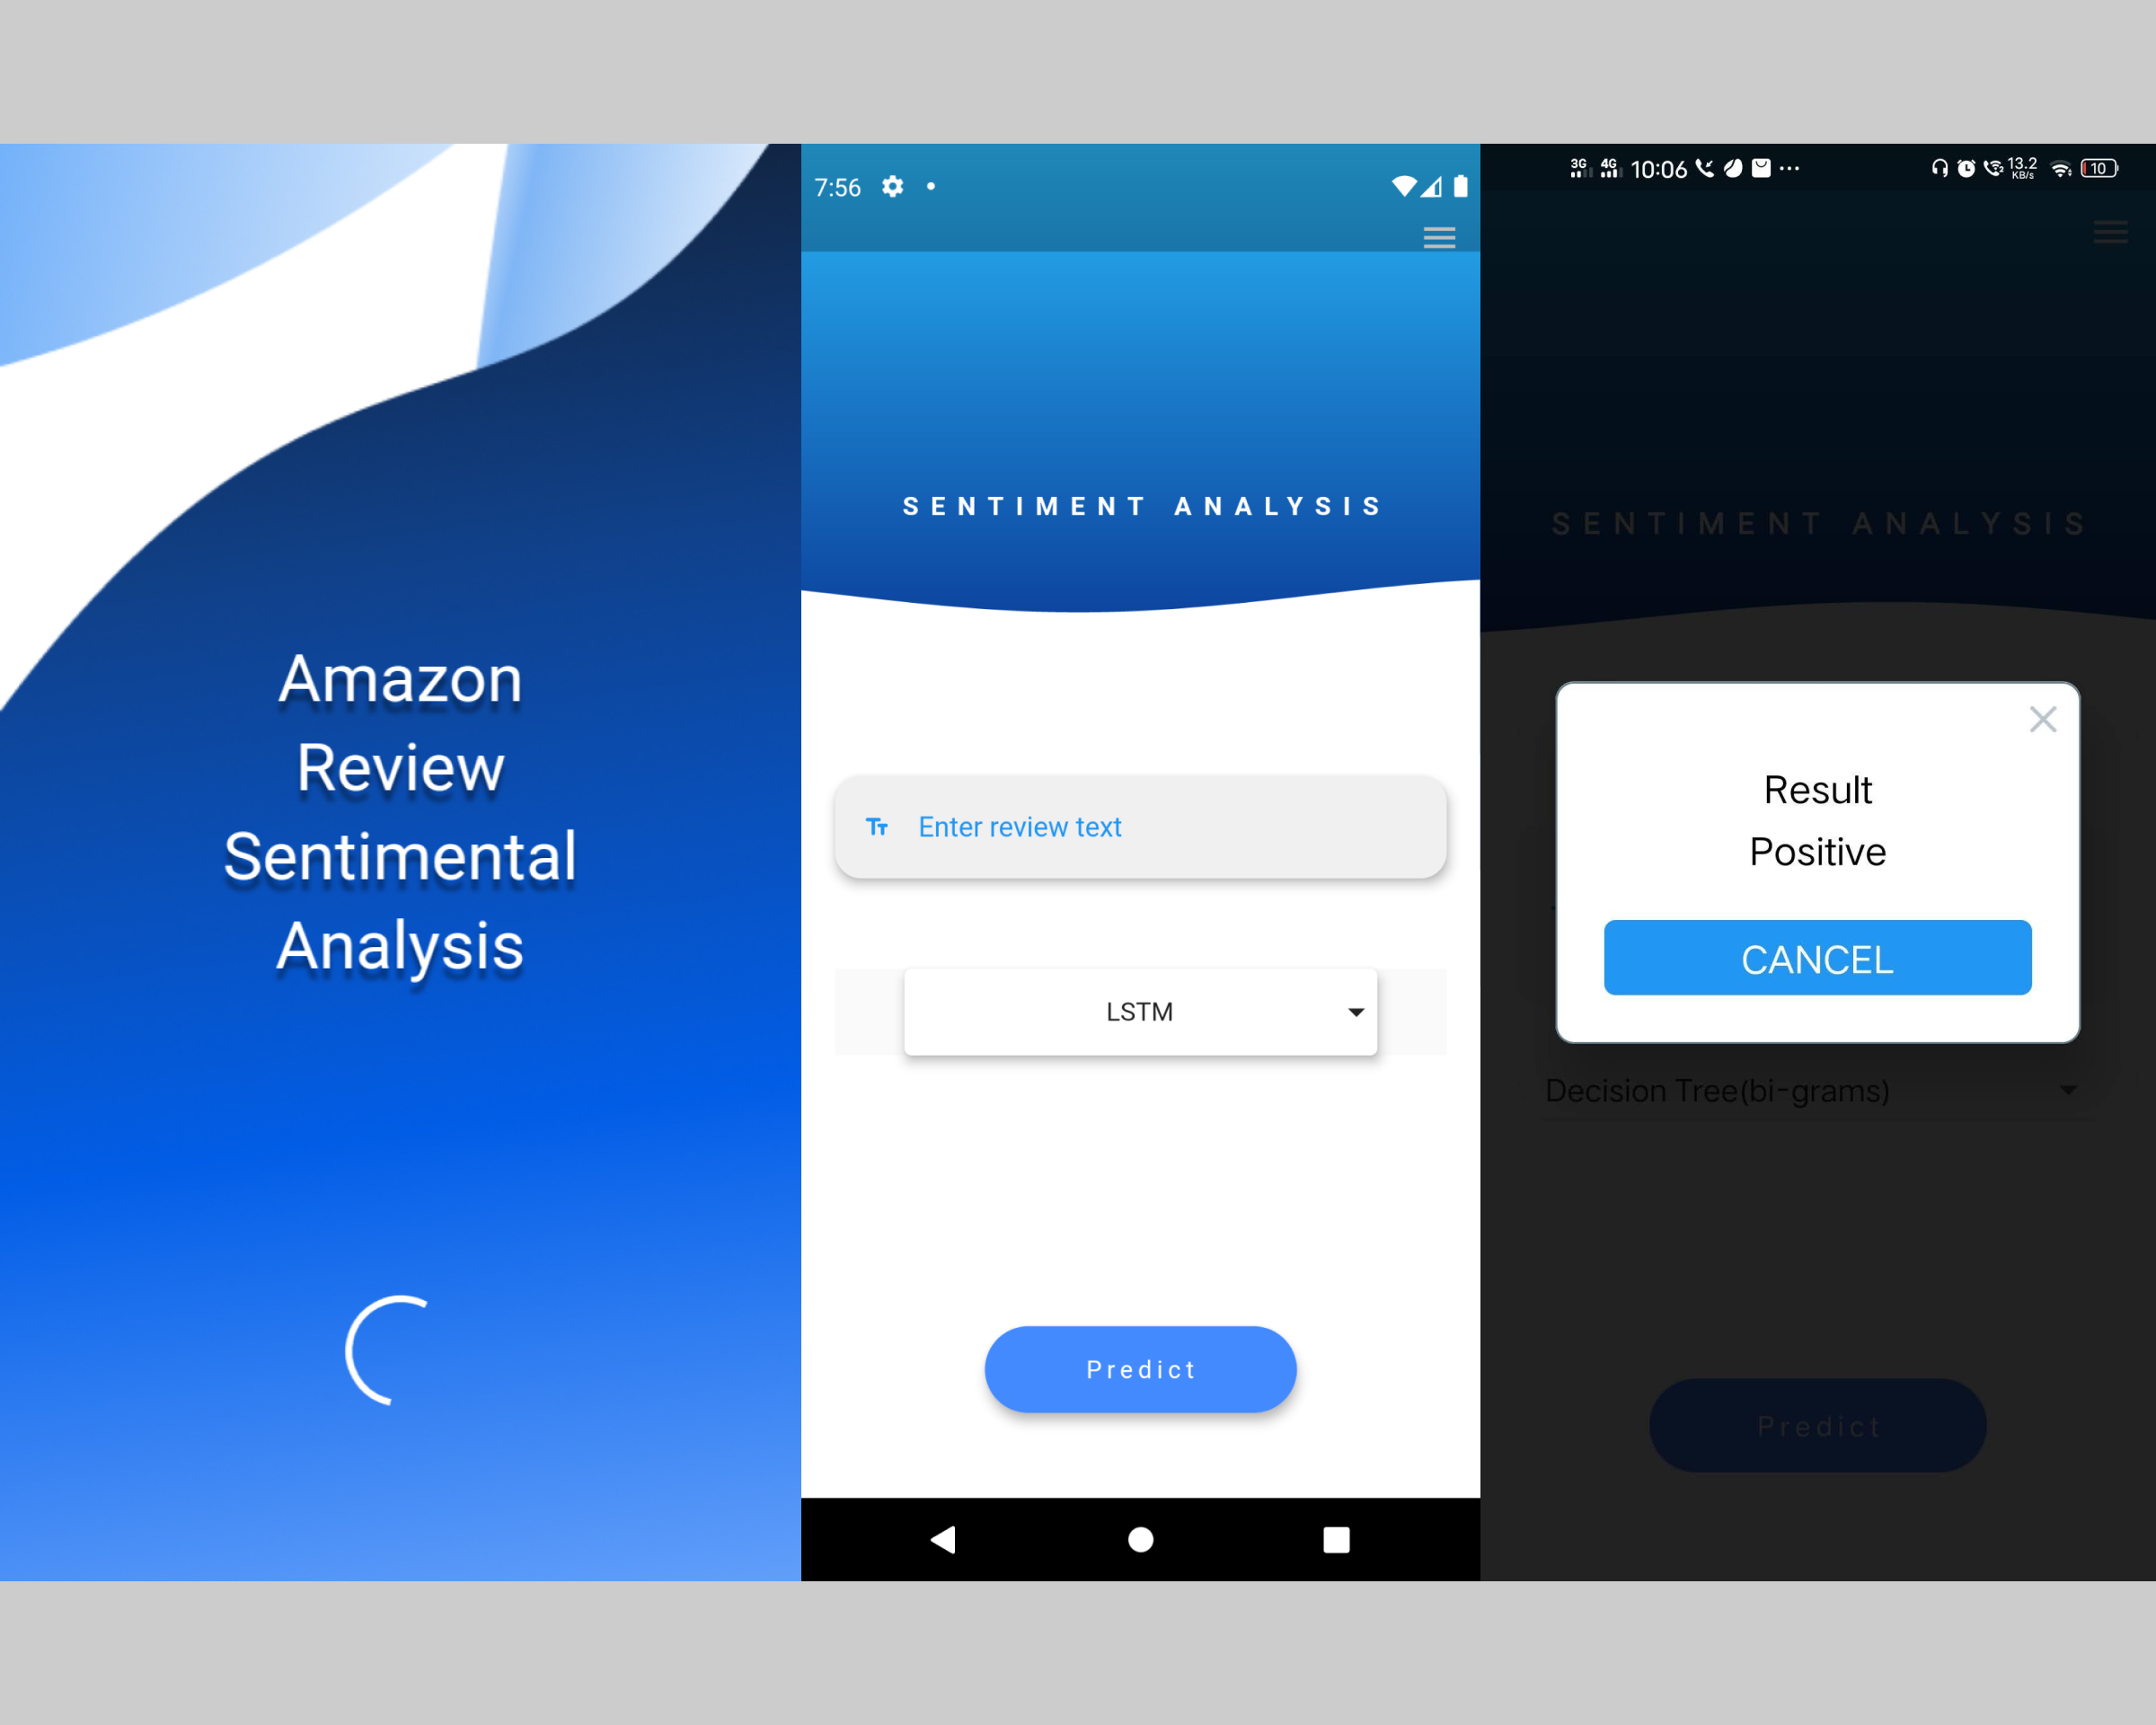 Amazon
Review
Sentimental
Analysis
7:56
SENTIMENT ANALYSIS
Tт Enter review text
LSTM
Predict
3G 4G 10:06 13.2 KB/s 10
SENTIMENT ANALYSIS
Result
Positive
CANCEL
Decision Tree(bi-grams)
Predict